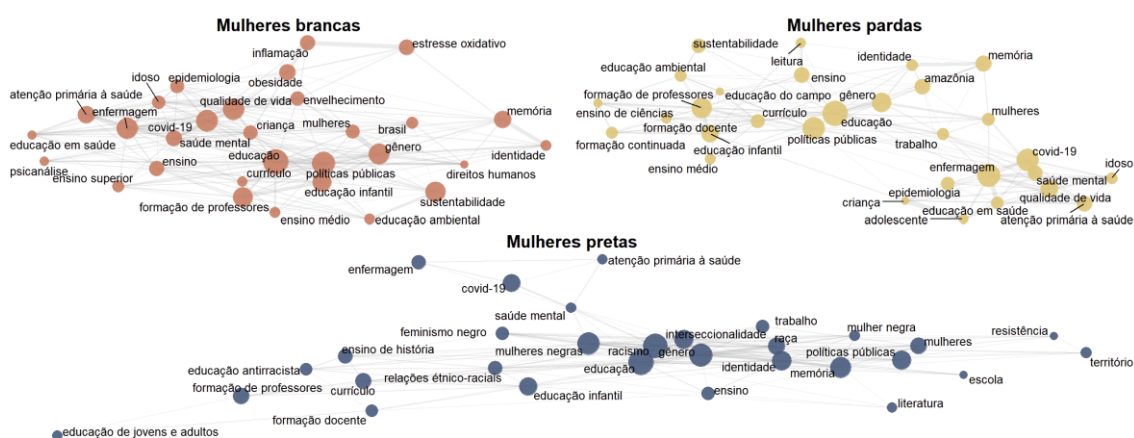 Mulheres brancas
inflamação
estresse oxidativo
idoso
epidemiologia
obesidade
atenção primária à saúde
enfermagem
qualidade de vida
envelhecimento
memória
covid-19
criança
mulheres
brasil
educação em saúde
saúde mental
gênero
psicanálise
ensino
educação
identidade
ensino superior
currículo
políticas públicas
direitos humanos
educação infantil
formação de professores
sustentabilidade
ensino médio
educação ambiental
Mulheres pardas
sustentabilidade
leitura
identidade
memória
educação ambiental
ensino
amazônia
formação de professores
educação do campo
gênero
ensino de ciências
currículo
mulheres
formação docente
educação
formação continuada
educação infantil
políticas públicas
trabalho
ensino médio
enfermagem
covid-19
idoso
epidemiologia
saúde mental
criança
qualidade de vida
adolescente
educação em saúde
atenção primária à saúde
Mulheres pretas
enfermagem
atenção primária à saúde
covid-19
saúde mental
feminismo negro
interseccionalidade
trabalho
mulher negra
resistência
ensino de história
mulheres negras
racismo
gênero
raça
políticas públicas
mulheres
território
educação antirracista
relações étnico-raciais
educação
identidade
memória
escola
formação de professores
currículo
educação infantil
ensino
literatura
formação docente
educação de jovens e adultos